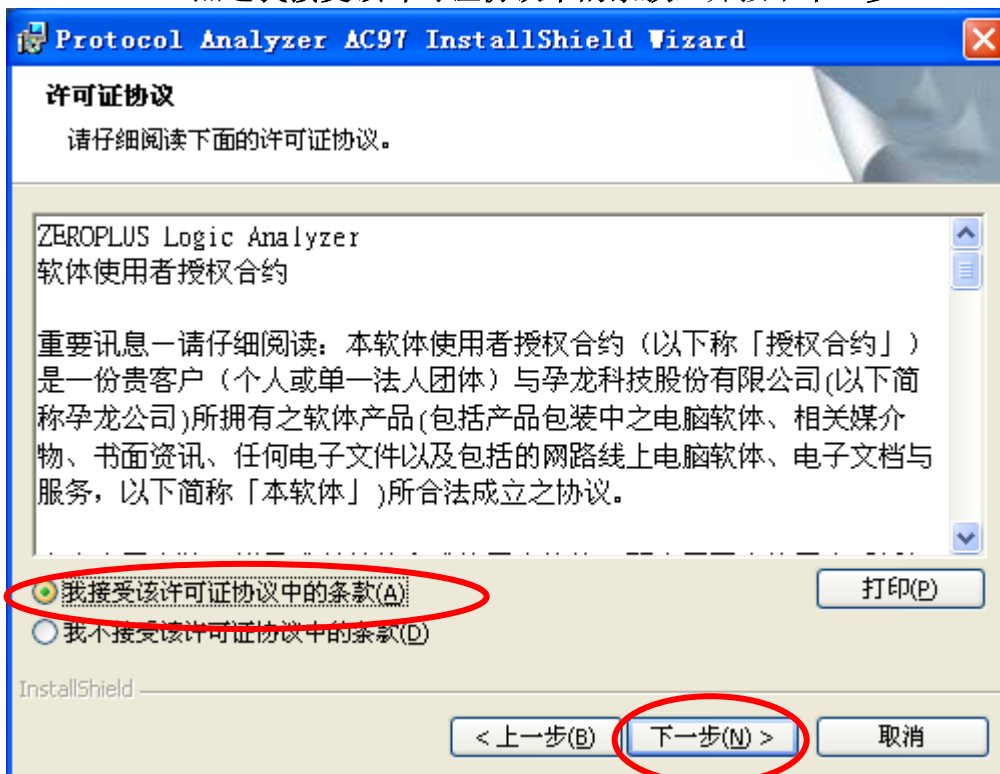 Protocol Analyzer AC97 InstallShield Wizard
许可证协议
请仔细阅读下面的许可证协议。
ZEROPLUS Logic Analyzer
软体使用者授权合约
重要讯息－请仔细阅读：本软体使用者授权合约（以下称「授权合约」）
是一份贵客户（个人或单一法人团体）与孕龙科技股份有限公司(以下简
称孕龙公司)所拥有之软体产品(包括产品包装中之电脑软体、相关媒介
物、书面资讯、任何电子文件以及包括的网路线上电脑软体、电子文档与
服务，以下简称「本软体」)所合法成立之协议。
我接受该许可证协议中的条款(A)
打印(P)
我不接受该许可证协议中的条款(D)
InstallShield
< 上一步(B)
下一步(N) >
取消